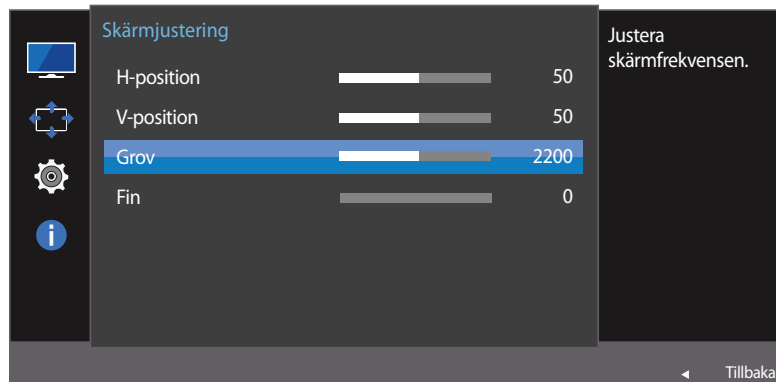 Skärmjustering
H-position 50
V-position 50
Grov 2200
Fin 0
Justera
skärmfrekvensen.
Tillbaka